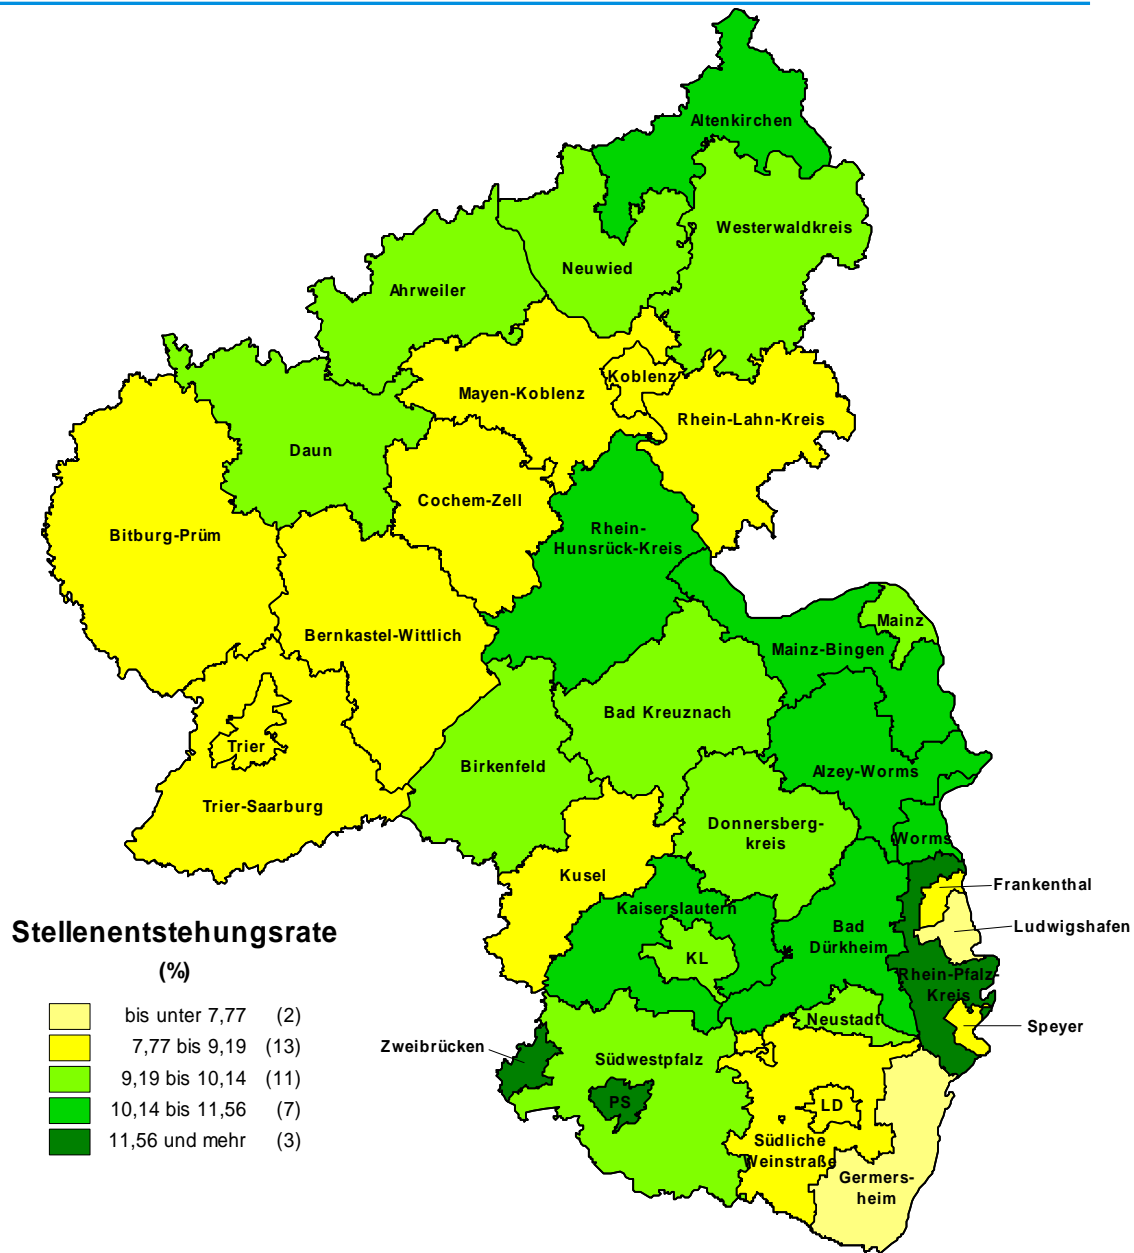 Altenkirchen
Westerwaldkreis
Neuwied
Ahrweiler
Koblenz
Mayen-Koblenz
Rhein-Lahn-Kreis
Daun
Cochem-Zell
Rhein-
Hunsrück-Kreis
Bitburg-Prüm
Mainz
Bernkastel-Wittlich
Mainz-Bingen
Bad Kreuznach
Trier
Birkenfeld
Alzey-Worms
Trier-Saarburg
Donnersberg-
kreis
Worms
Kusel
Frankenthal
Kaiserslautern
Ludwigshafen
Bad
Dürkheim
KL
Rhein-Pfalz-
Kreis
Neustadt
Speyer
Zweibrücken
Südwestpfalz
PS
LD
Südliche
Weinstraße
Germers-
heim
Stellenentstehungsrate
(%)
bis unter 7,77 (2)
7,77 bis 9,19 (13)
9,19 bis 10,14 (11)
10,14 bis 11,56 (7)
11,56 und mehr (3)